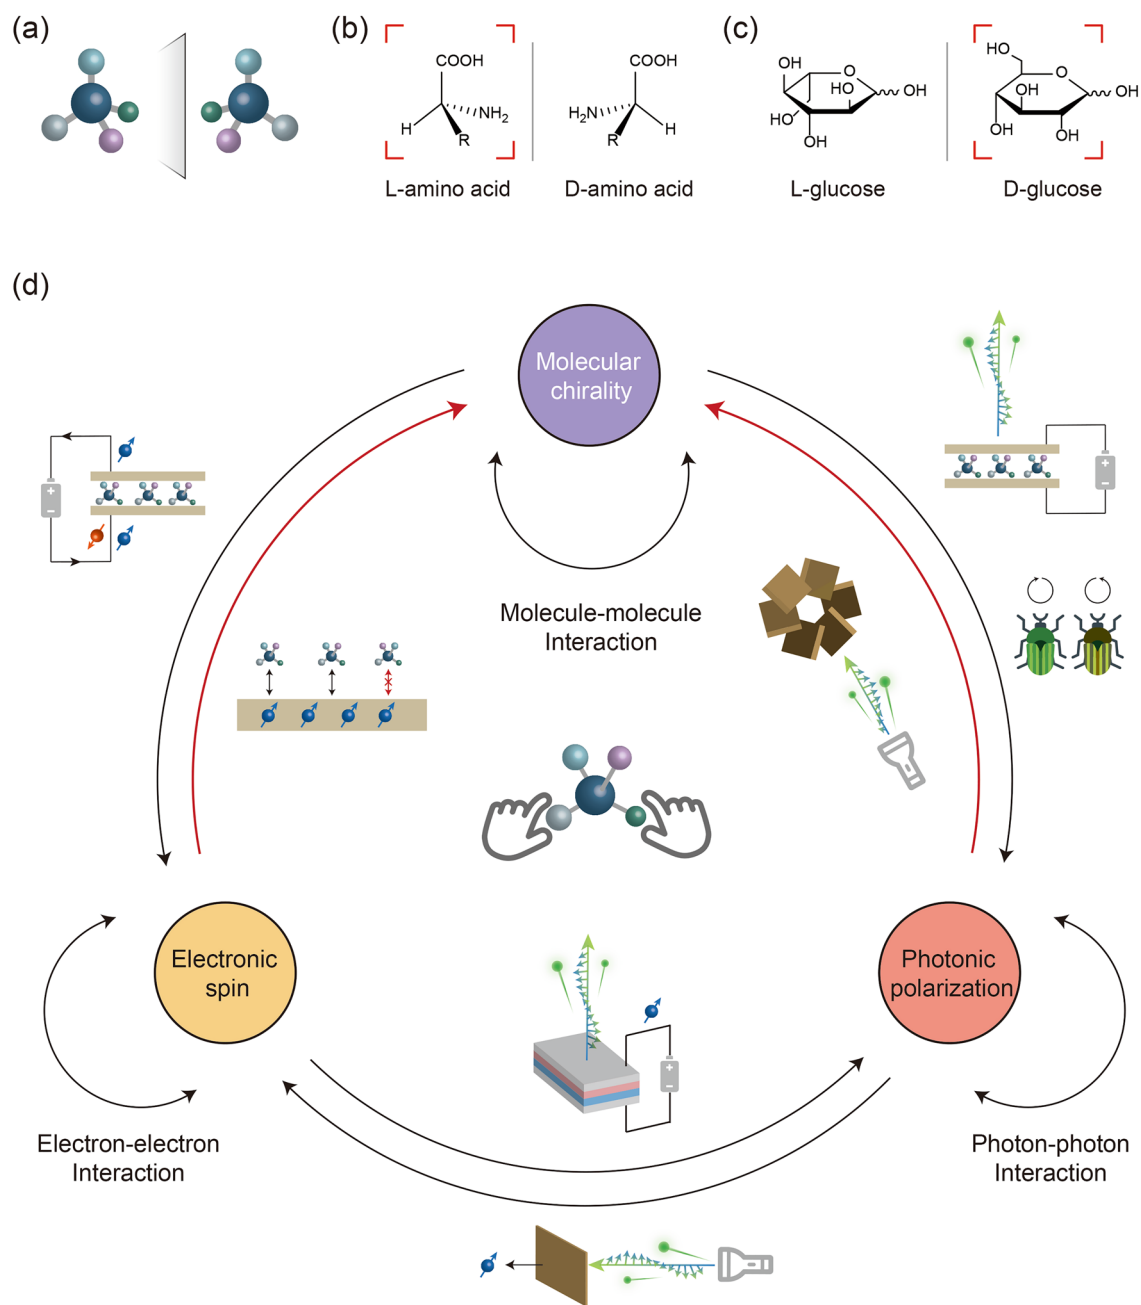 (a)
(b)
COOH
H
NH2
R
L-amino acid
COOH
H2N
H
R
D-amino acid
(c)
OH
O
HO
OH
HO
OH
L-glucose
HO
O
OH
OH
OH
OH
D-glucose
(d)
Molecular
chirality
Molecule-molecule
Interaction
+
−
+
−
Electronic
spin
Photonic
polarization
+
−
Electron-electron
Interaction
Photon-photon
Interaction